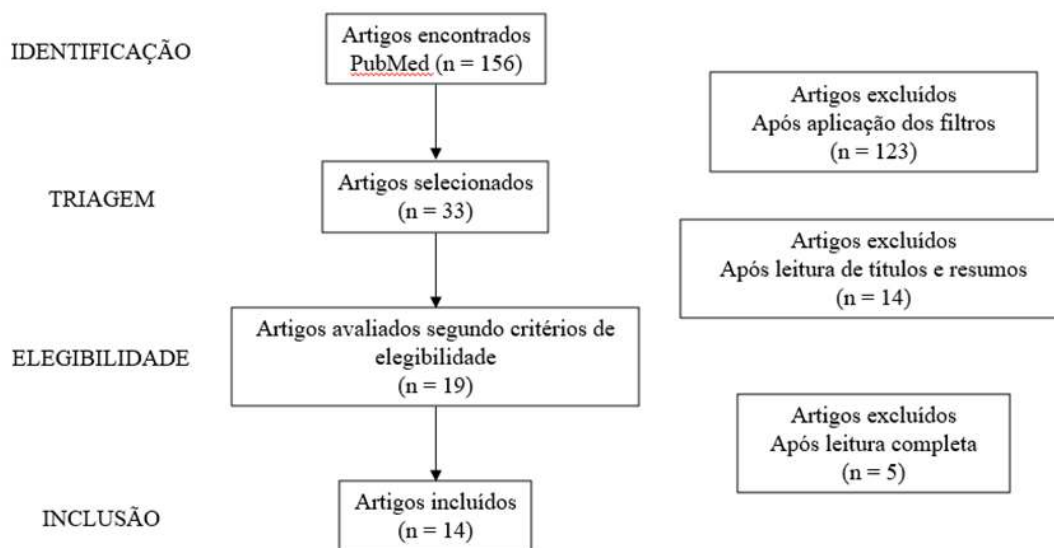 IDENTIFICAÇÃO
Artigos encontrados
PubMed (n = 156)
Artigos excluídos
Após aplicação dos filtros
(n = 123)
TRIAGEM
Artigos selecionados
(n = 33)
Artigos excluídos
Após leitura de títulos e resumos
(n = 14)
ELEGIBILIDADE
Artigos avaliados segundo critérios de
elegibilidade
(n = 19)
Artigos excluídos
Após leitura completa
(n = 5)
INCLUSÃO
Artigos incluídos
(n = 14)